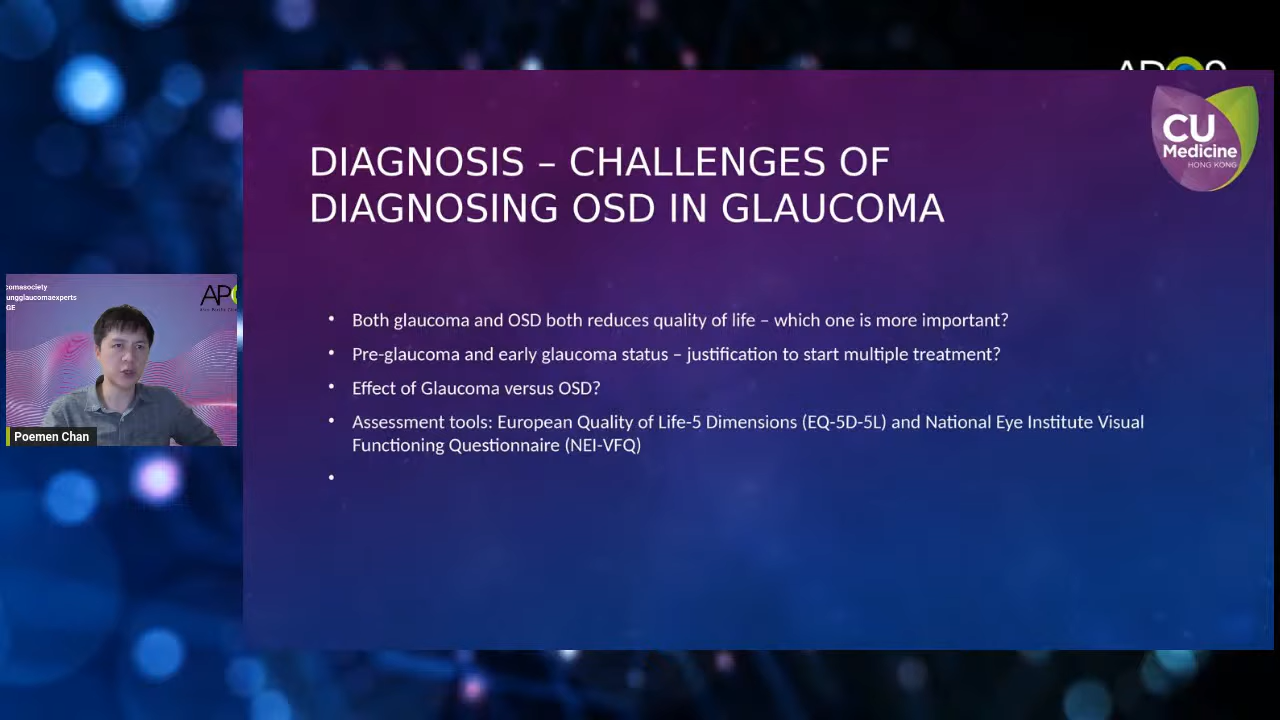 CU
Medicine
HONG KONG
DIAGNOSIS – CHALLENGES OF
DIAGNOSING OSD IN GLAUCOMA
• Both glaucoma and OSD both reduces quality of life – which one is more important?
• Pre-glaucoma and early glaucoma status – justification to start multiple treatment?
• Effect of Glaucoma versus OSD?
• Assessment tools: European Quality of Life-5 Dimensions (EQ-5D-5L) and National Eye Institute Visual
Functioning Questionnaire (NEI-VFQ)
•
comasociety
ungglaucomaexperts
GE
AP
Poemen Chan